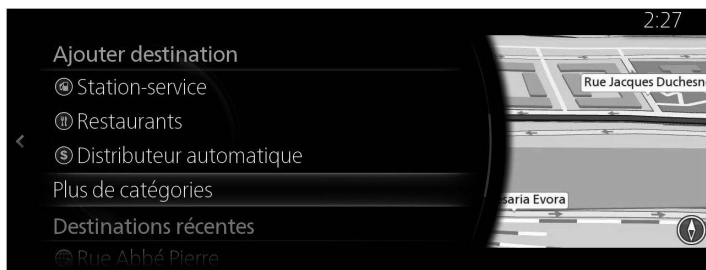 2:27
Ajouter destination
Station-service
Restaurants
Distributeur automatique
Plus de catégories
Destinations récentes
Rue Abbé Pierre
Rue Jacques Duchesn
saria Evora